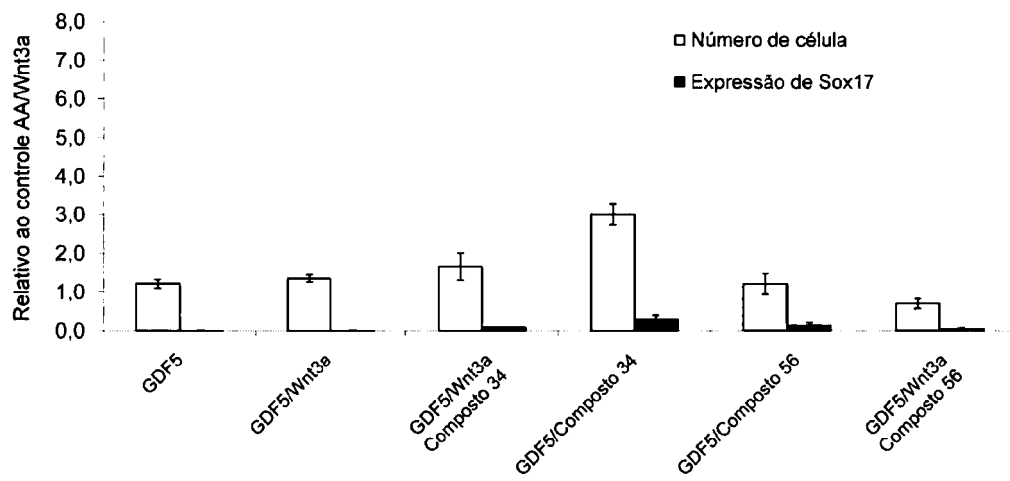 8,0
7,0
6,0
5,0
4,0
3,0
2,0
1,0
0,0
Relativo ao controle AA/Wnt3a
Número de célula
Expressão de Sox17
GDF5
GDF5/Wnt3a
GDF5/Wnt3a
Composto 34
GDF5/Composto 34
GDF5/Composto 56
GDF5/Wnt3a
Composto 56